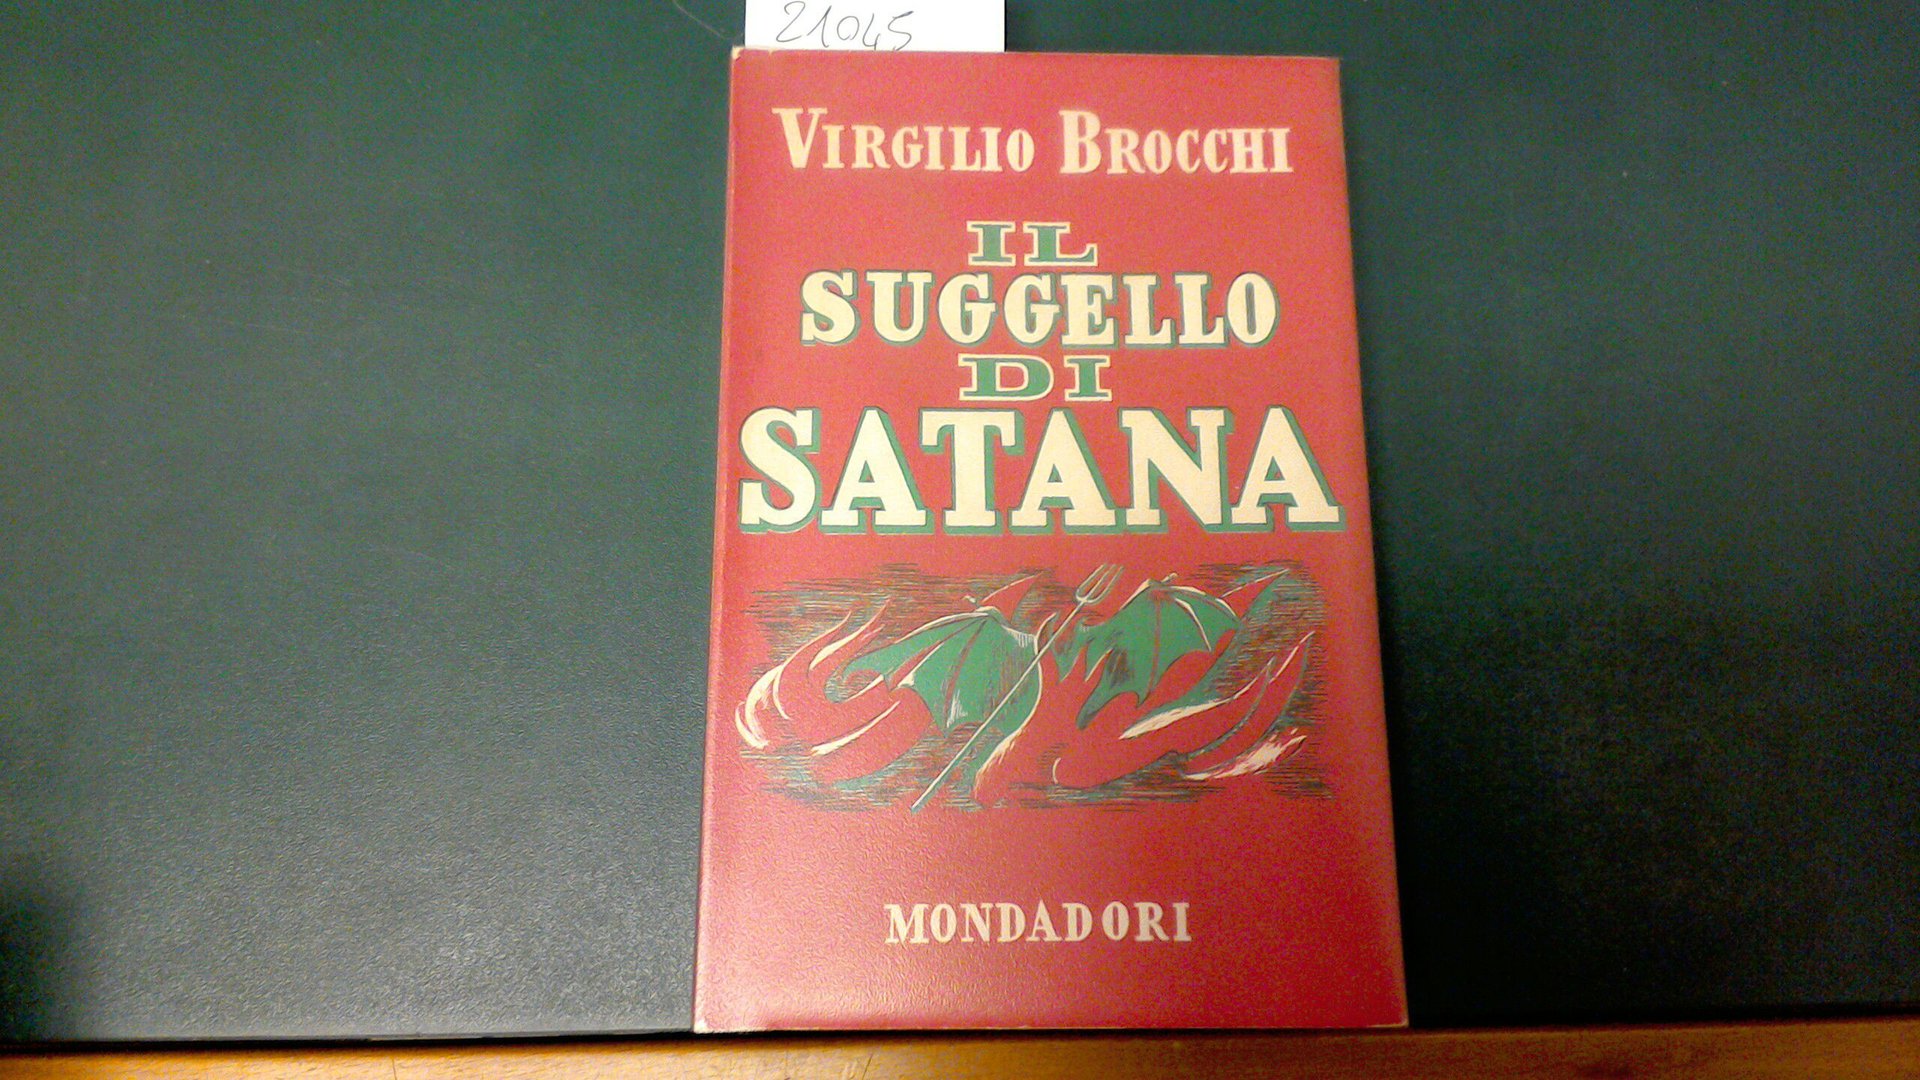 21045
VIRGILIO BROCCHI
IL
SUGGELLO
DI
SATANA
MONDADORI